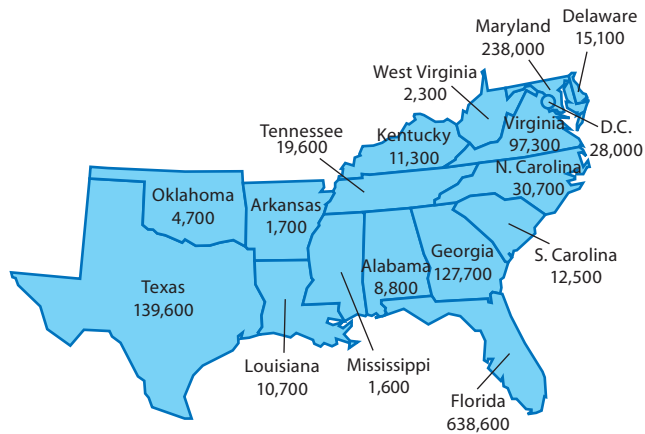 Delaware
15,100
Maryland
238,000
West Virginia
2,300
D.C.
28,000
Virginia
97,300
Tennessee
19,600
Kentucky
11,300
N. Carolina
30,700
Oklahoma
4,700
Arkansas
1,700
S. Carolina
12,500
Georgia
127,700
Alabama
8,800
Texas
139,600
Louisiana
10,700
Mississippi
1,600
Florida
638,600